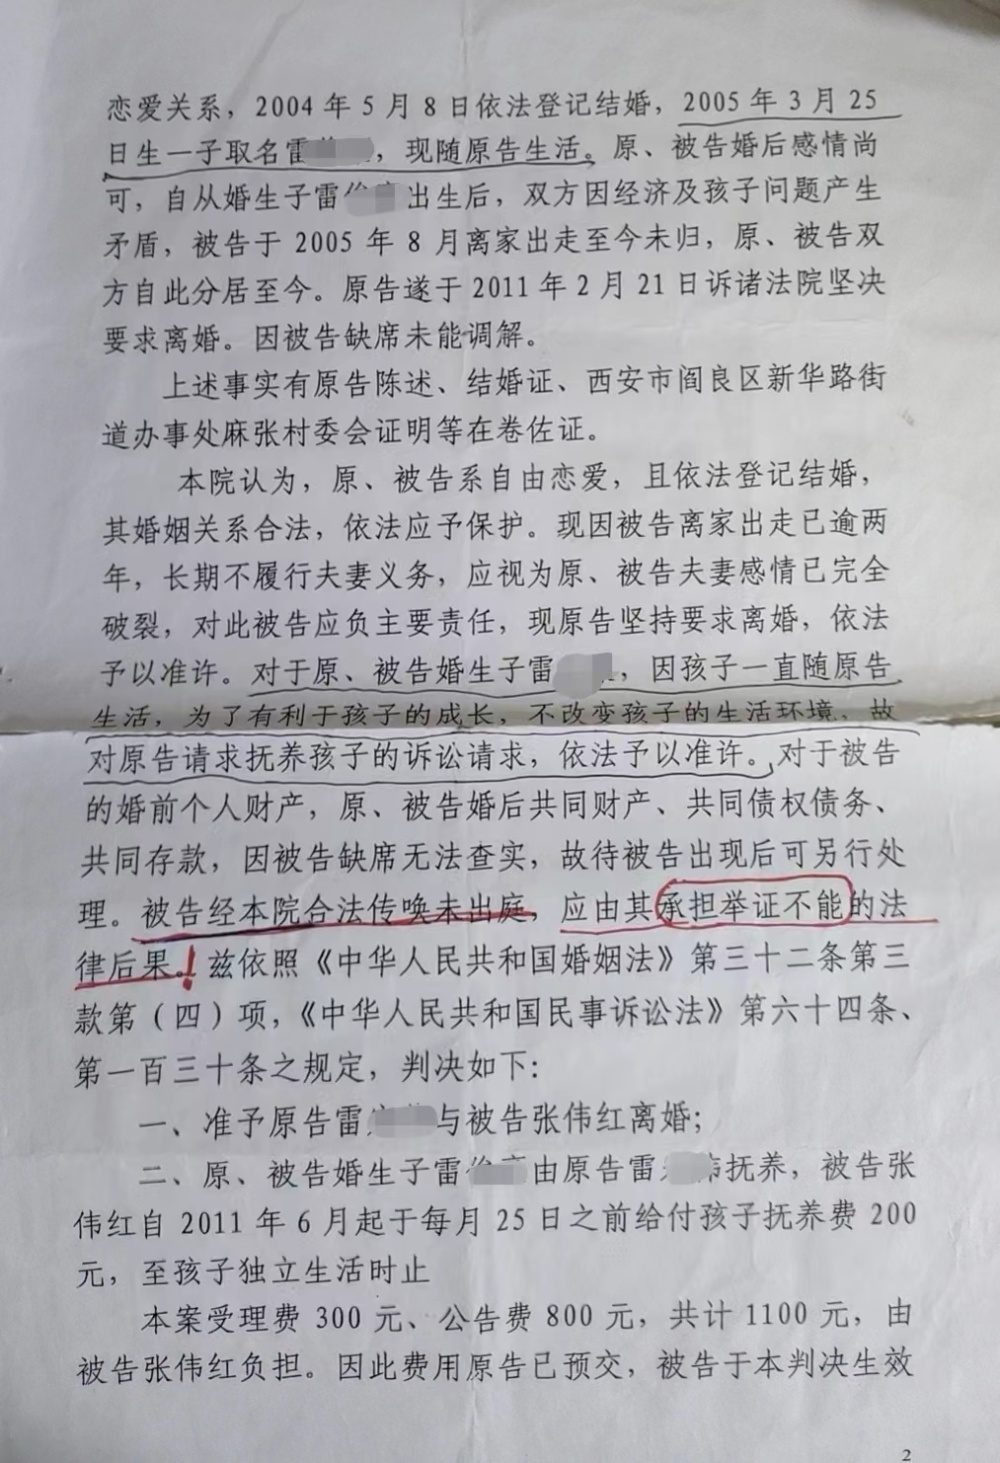 恋爱关系，2004 年 5 月 8 日依法登记结婚，2005 年 3 月 25
日生一子取名雷，现随原告生活。原、被告婚后感情尚
可，自从婚生子雷出生后，双方因经济及孩子问题产生
矛盾，被告于 2005 年 8 月离家出走至今未归，原、被告双
方自此分居至今。原告遂于 2011 年 2 月 21 日诉诸法院坚决
要求离婚。因被告缺席未能调解。
上述事实有原告陈述、结婚证、西安市阎良区新华路街
道办事处麻张村委会证明等在卷佐证。
本院认为，原、被告系自由恋爱，且依法登记结婚，
其婚姻关系合法，依法应予保护。现因被告离家出走已逾两
年，长期不履行夫妻义务，应视为原、被告夫妻感情已完全
破裂，对此被告应负主要责任，现原告坚持要求离婚，依法
予以准许。对于原、被告婚生子雷，因孩子一直随原告
生活，为了有利于孩子的成长，不改变孩子的生活环境，故
对原告请求抚养孩子的诉讼请求，依法予以准许。对于被告
的婚前个人财产，原、被告婚后共同财产、共同债权债务、
共同存款，因被告缺席无法查实，故待被告出现后可另行处
理。被告经本院合法传唤未出庭，应由其承担举证不能的法
律后果。！兹依照《中华人民共和国婚姻法》第三十二条第三
款第（四）项，《中华人民共和国民事诉讼法》第六十四条、
第一百三十条之规定，判决如下：
一、准予原告雷与被告张伟红离婚；
二、原、被告婚生子雷由原告雷抚养，被告张
伟红自 2011 年 6 月起于每月 25 日之前给付孩子抚养费 200
元，至孩子独立生活时止
本案受理费 300 元、公告费 800 元，共计 1100 元，由
被告张伟红负担。因此费用原告已预交，被告于本判决生效
2